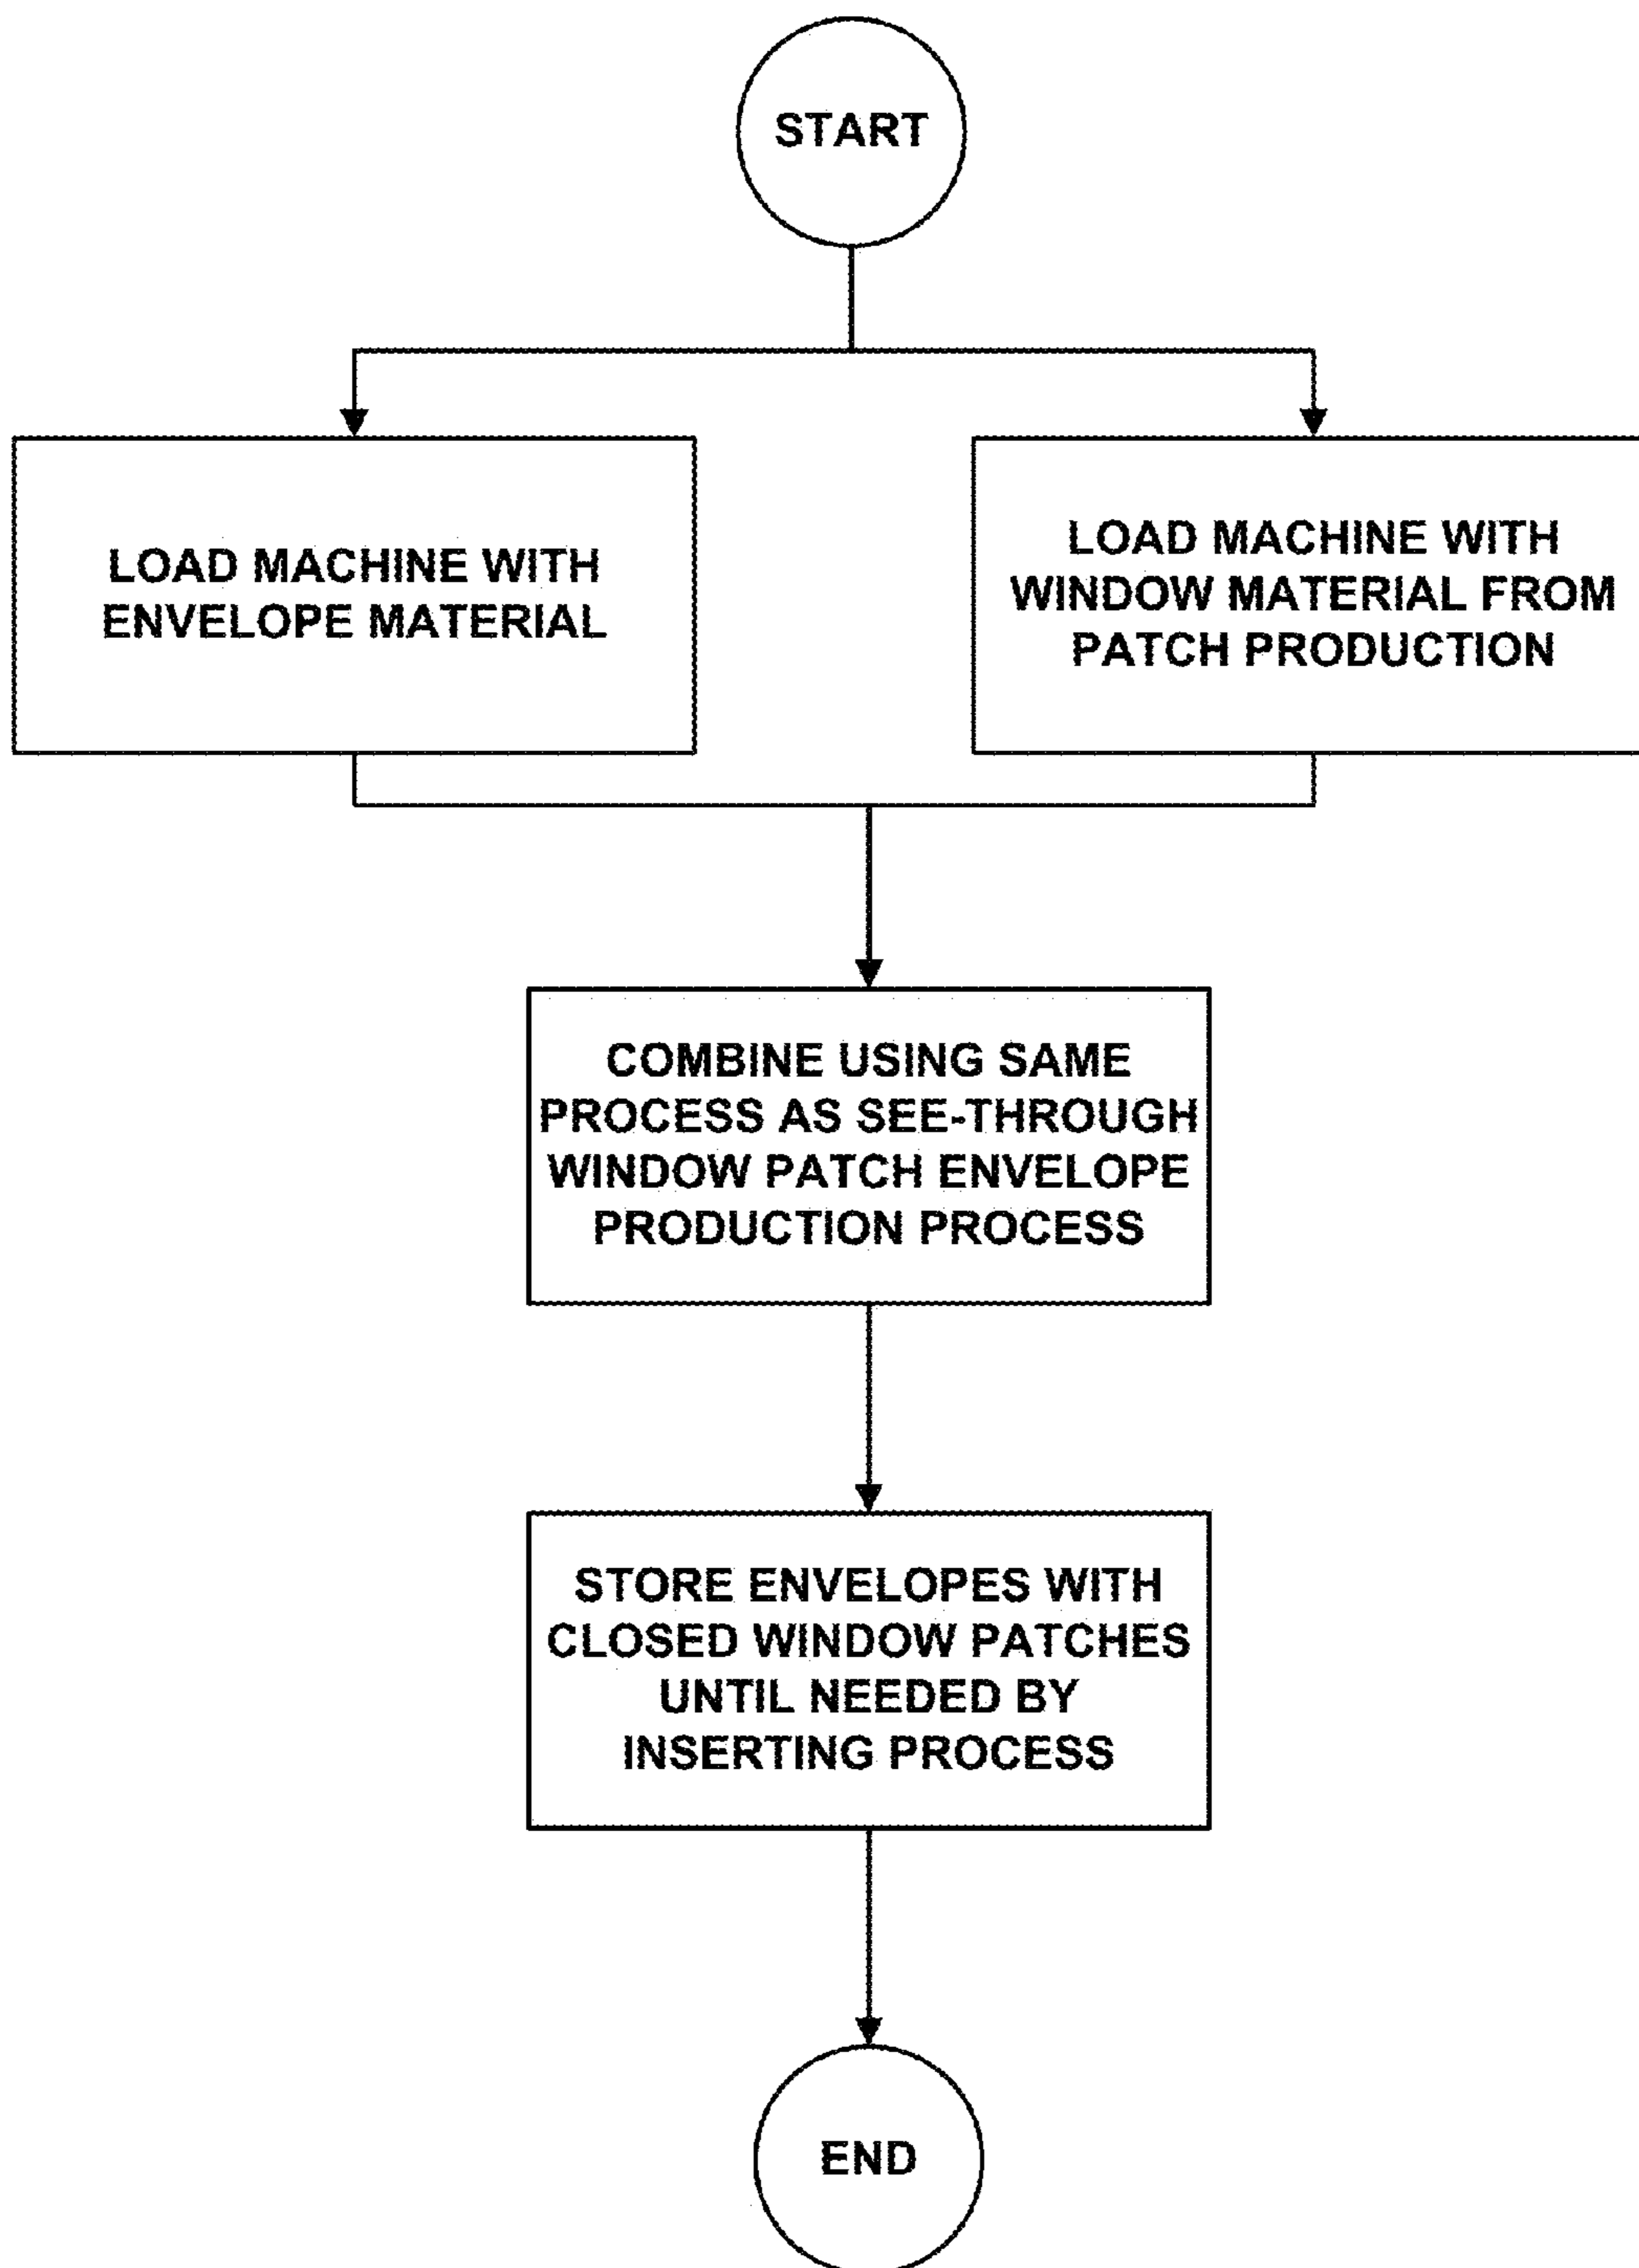 START
LOAD MACHINE WITH
ENVELOPE MATERIAL
LOAD MACHINE WITH
WINDOW MATERIAL FROM
PATCH PRODUCTION
COMBINE USING SAME
PROCESS AS SEE-THROUGH
WINDOW PATCH ENVELOPE
PRODUCTION PROCESS
STORE ENVELOPES WITH
CLOSED WINDOW PATCHES
UNTIL NEEDED BY
INSERTING PROCESS
END